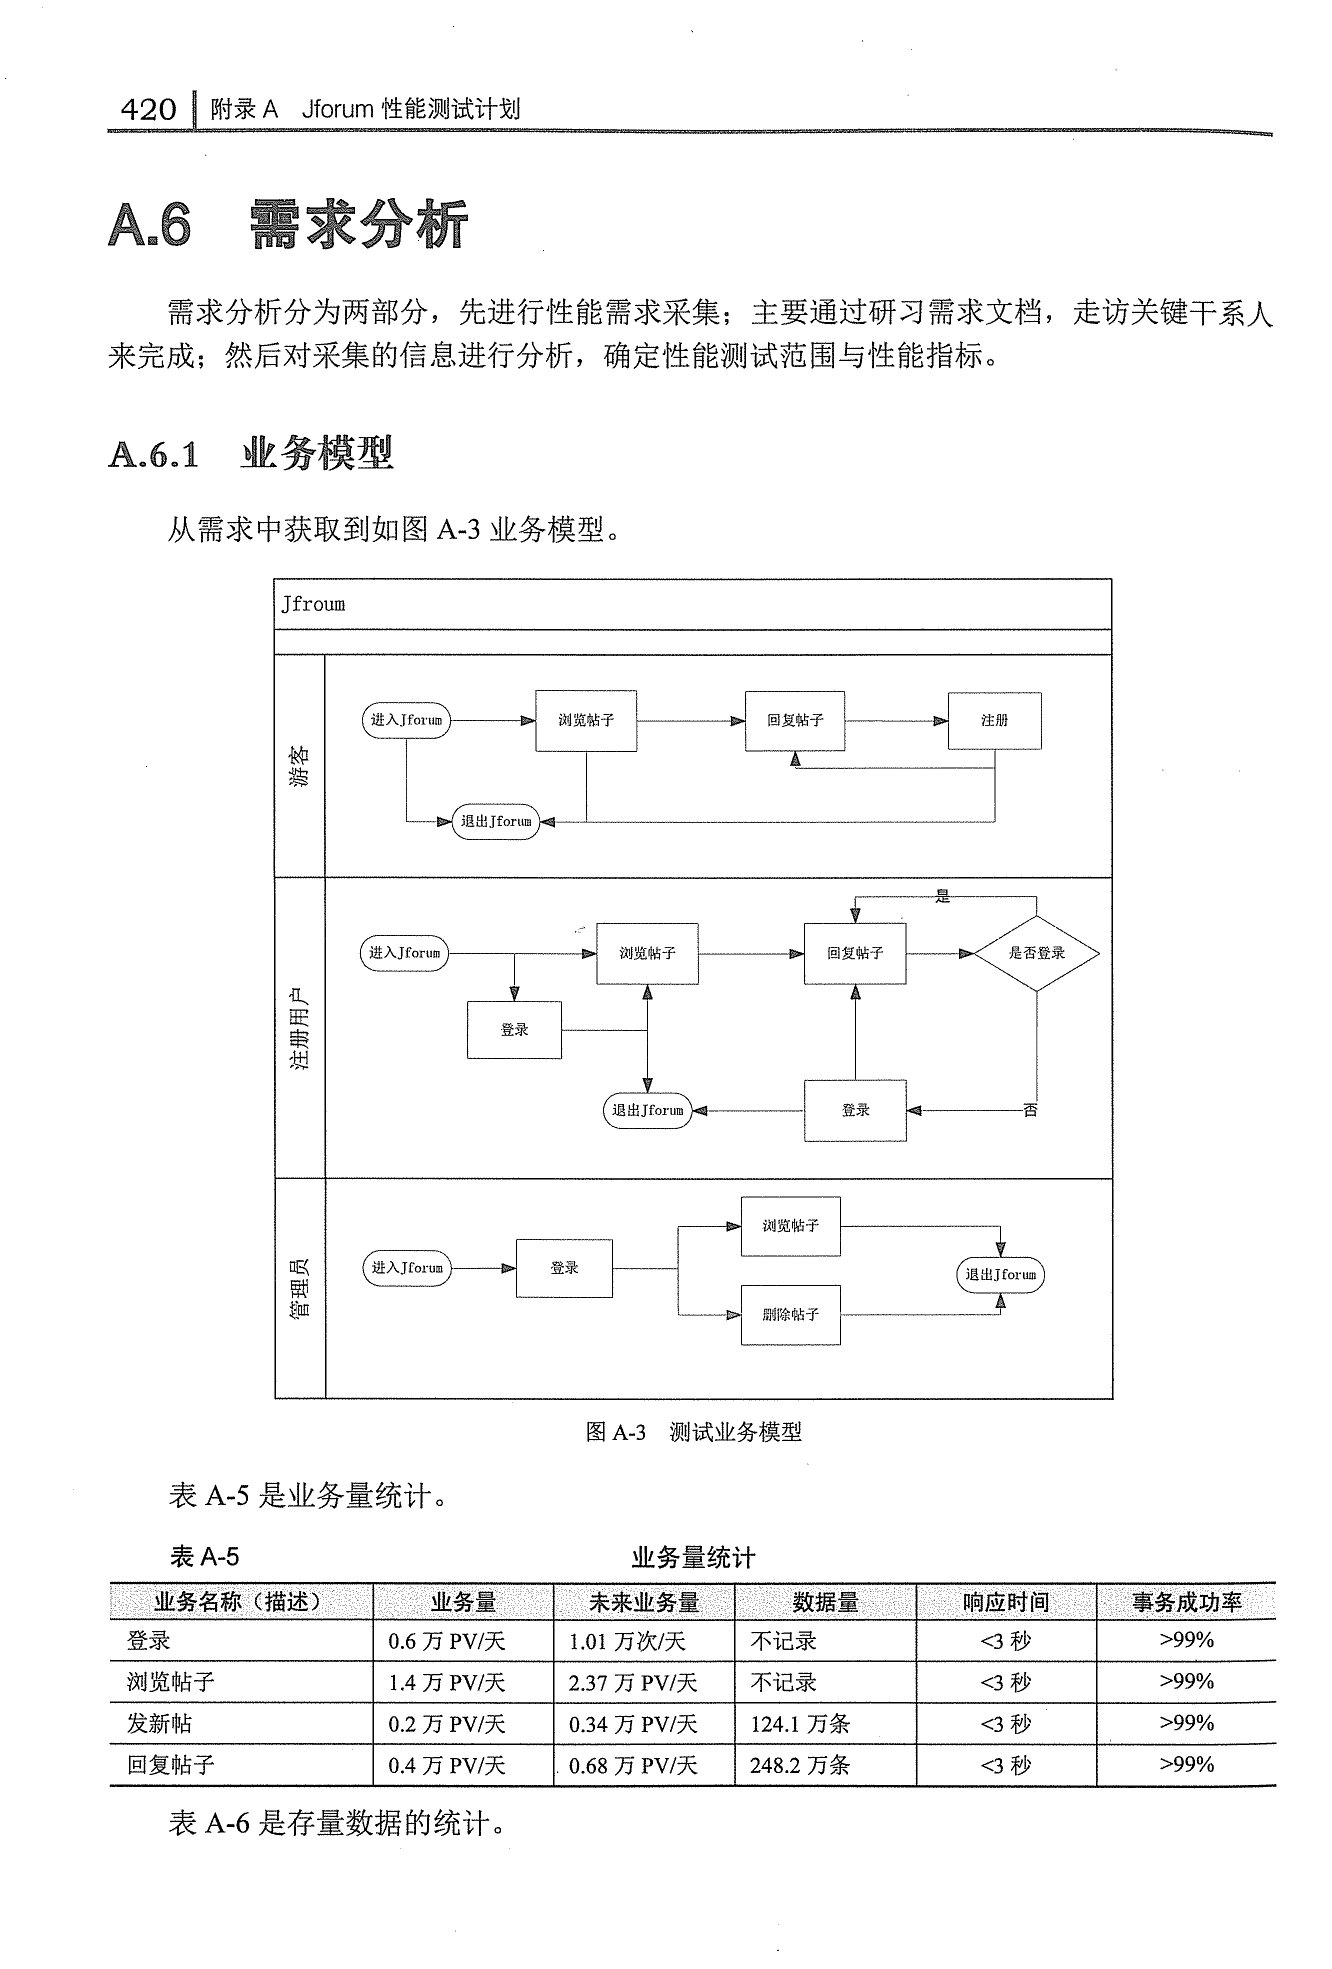 420 附录 A Jforum 性能测试计划
A.6 需求分析
需求分析分为两部分，先进行性能需求采集；主要通过研习需求文档，走访关键干系人
来完成；然后对采集的信息进行分析，确定性能测试范围与性能指标。
A.6.1 业务模型
从需求中获取到如图 A-3 业务模型。
Jfroum
游客
进入Jforum
浏览帖子
回复帖子
注册
退出Jforum
注册用户
是
进入Jforum
浏览帖子
回复帖子
是否登录
登录
退出Jforum
登录
否
管理员
浏览帖子
进入Jforum
登录
退出Jforum
删除帖子
图 A-3 测试业务模型
表 A-5 是业务量统计。
表 A-5 业务量统计
业务名称（描述） 业务量 未来业务量 数据量 响应时间 事务成功率
登录 0.6 万 PV/天 1.01 万次/天 不记录 <3 秒 >99%
浏览帖子 1.4 万 PV/天 2.37 万 PV/天 不记录 <3 秒 >99%
发新帖 0.2 万 PV/天 0.34 万 PV/天 124.1 万条 <3 秒 >99%
回复帖子 0.4 万 PV/天 0.68 万 PV/天 248.2 万条 <3 秒 >99%
表 A-6 是存量数据的统计。